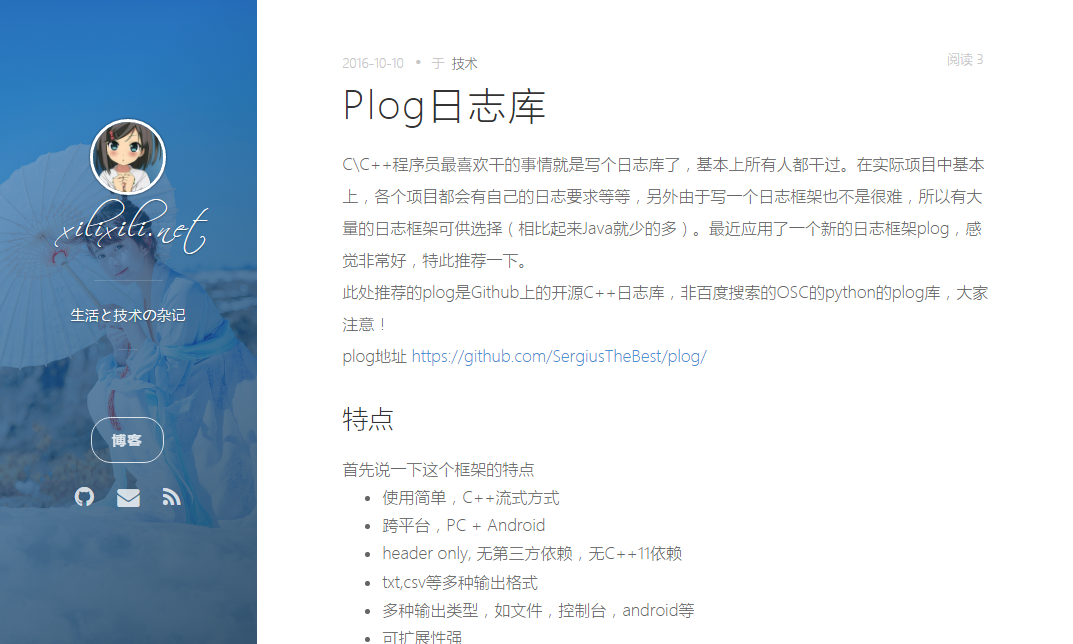 xilixili.net
生活と技术の杂记
博客
2016-10-10 • 于 技术
阅读 3
Plog日志库
C\C++程序员最喜欢干的事情就是写个日志库了，基本上所有人都干过。在实际项目中基本
上，各个项目都会有自己的日志要求等等，另外由于写一个日志框架也不是很难，所以有大
量的日志框架可供选择（相比起来Java就少的多）。最近应用了一个新的日志框架plog，感
觉非常好，特此推荐一下。
此处推荐的plog是Github上的开源C++日志库，非百度搜索的OSC的python的plog库，大家
注意！
plog地址 https://github.com/SergiusTheBest/plog/
特点
首先说一下这个框架的特点
• 使用简单，C++流式方式
• 跨平台，PC + Android
• header only, 无第三方依赖，无C++11依赖
• txt,csv等多种输出格式
• 多种输出类型，如文件，控制台，android等
• 可扩展性强